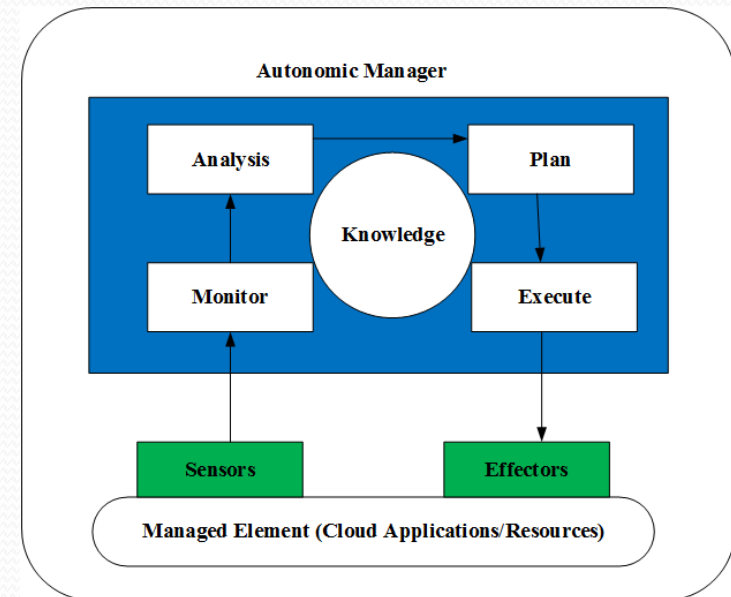 Autonomic Manager
Analysis
Plan
Knowledge
Monitor
Execute
Sensors
Effectors
Managed Element (Cloud Applications/Resources)